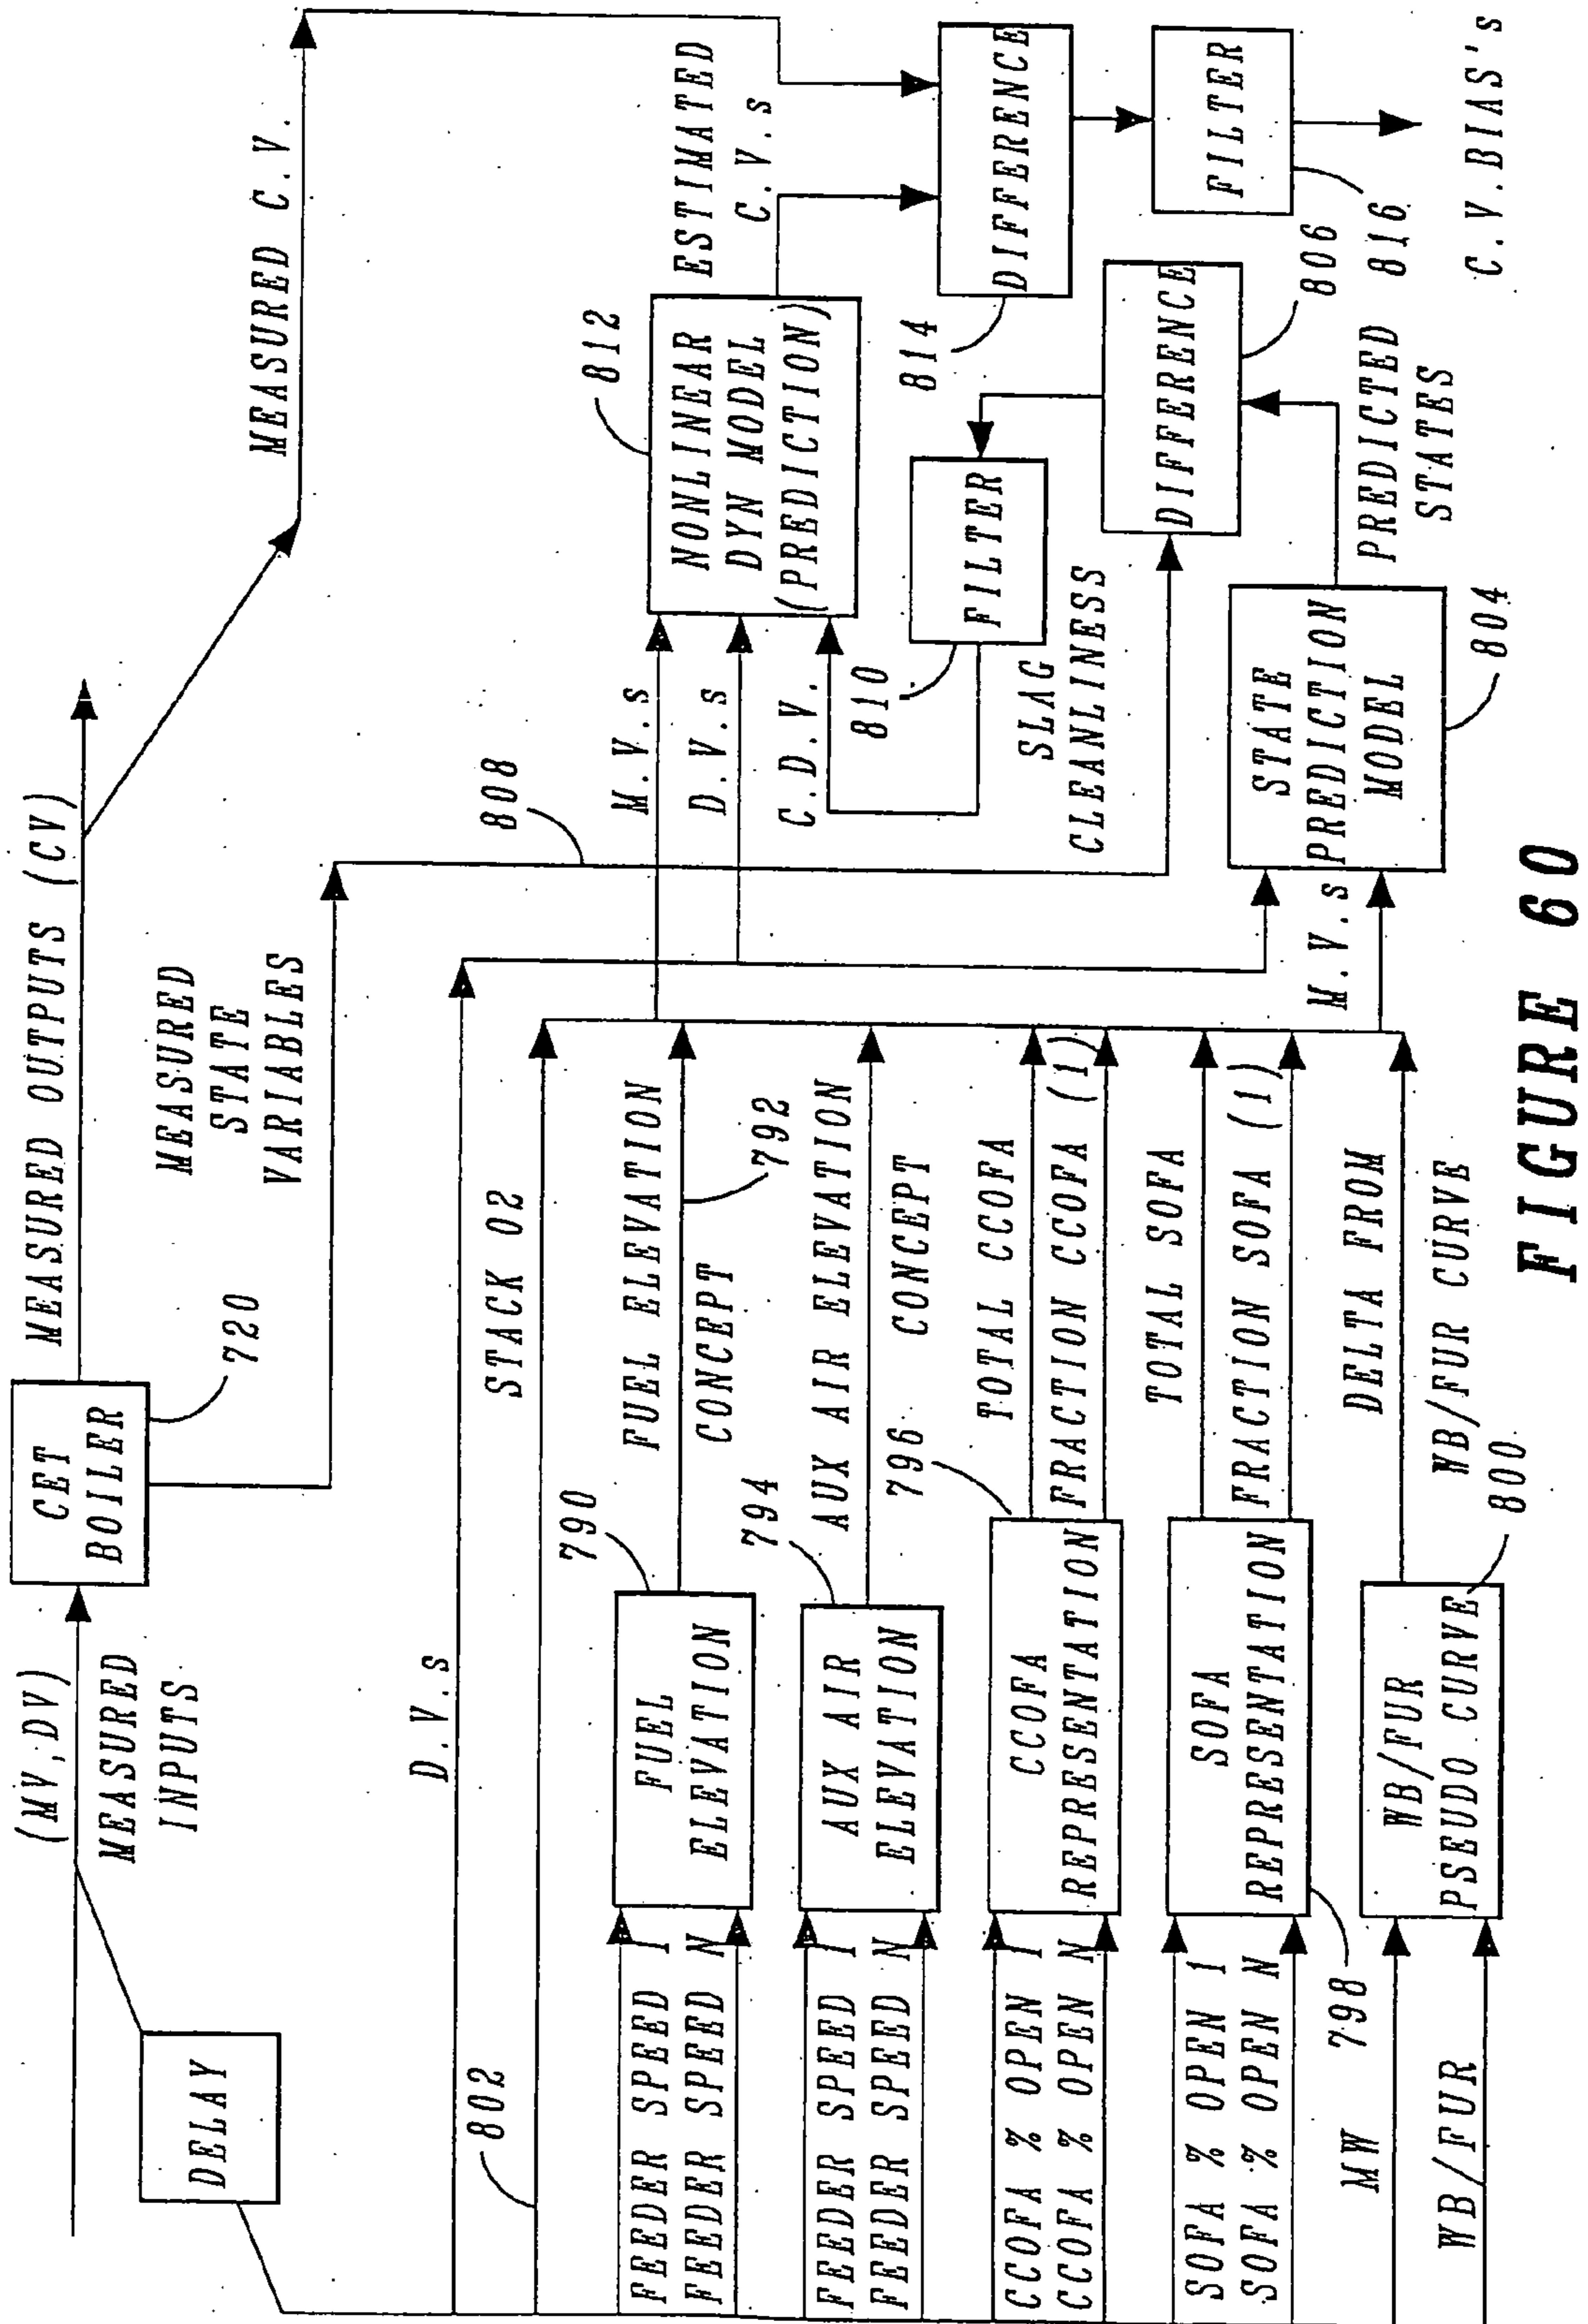 (MV,DV)
MEASURED
INPUTS
CET
BOILER
720
MEASURED OUTPUTS (CV)
MEASURED C.V.
DELAY
MEASURED
STATE
VARIABLES
D.V.s
802
STACK O2
808
FEEDER SPEED 1
FEEDER SPEED N
FUEL
ELEVATION
790
FUEL ELEVATION
CONCEPT
792
M.V.s
D.V.s
C.D.V.
NONLINEAR
DYN MODEL
(PREDICTION)
812
ESTIMATED
C.V.s
FEEDER SPEED 1
FEEDER SPEED N
AUX AIR
ELEVATION
794
AUX AIR ELEVATION
CONCEPT
810
FILTER
814
DIFFERENCE
CCOFA % OPEN 1
CCOFA % OPEN N
CCOFA
REPRESENTATION
796
TOTAL CCOFA
FRACTION CCOFA (1)
SLAG
CLEANLINESS
DIFFERENCE
806
FILTER
816
SOFA % OPEN 1
SOFA % OPEN N
SOFA
REPRESENTATION
798
TOTAL SOFA
FRACTION SOFA (1)
M.V.s
STATE
PREDICTION
MODEL
804
PREDICTED
STATES
C.V.BIAS's
MW
WB/FUR
WB/FUR
PSEUDO CURVE
800
DELTA FROM
WB/FUR CURVE
FIGURE 60